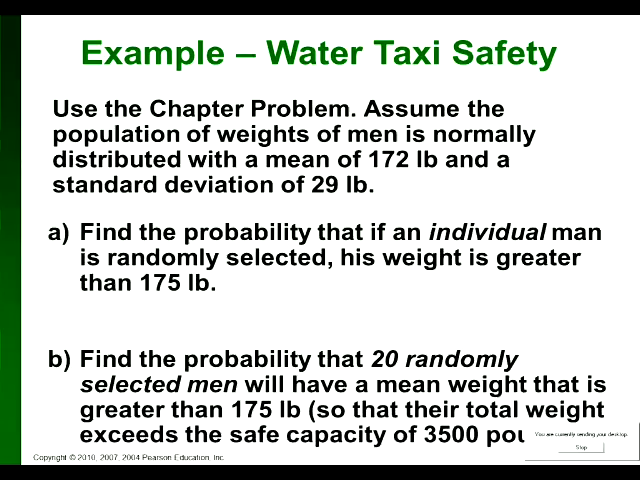 Example – Water Taxi Safety
Use the Chapter Problem. Assume the
population of weights of men is normally
distributed with a mean of 172 lb and a
standard deviation of 29 lb.
a) Find the probability that if an individual man
is randomly selected, his weight is greater
than 175 lb.
b) Find the probability that 20 randomly
selected men will have a mean weight that is
greater than 175 lb (so that their total weight
exceeds the safe capacity of 3500 pou
You are currently sending your desktop.
Stop
Copyright © 2010, 2007, 2004 Pearson Education, Inc.